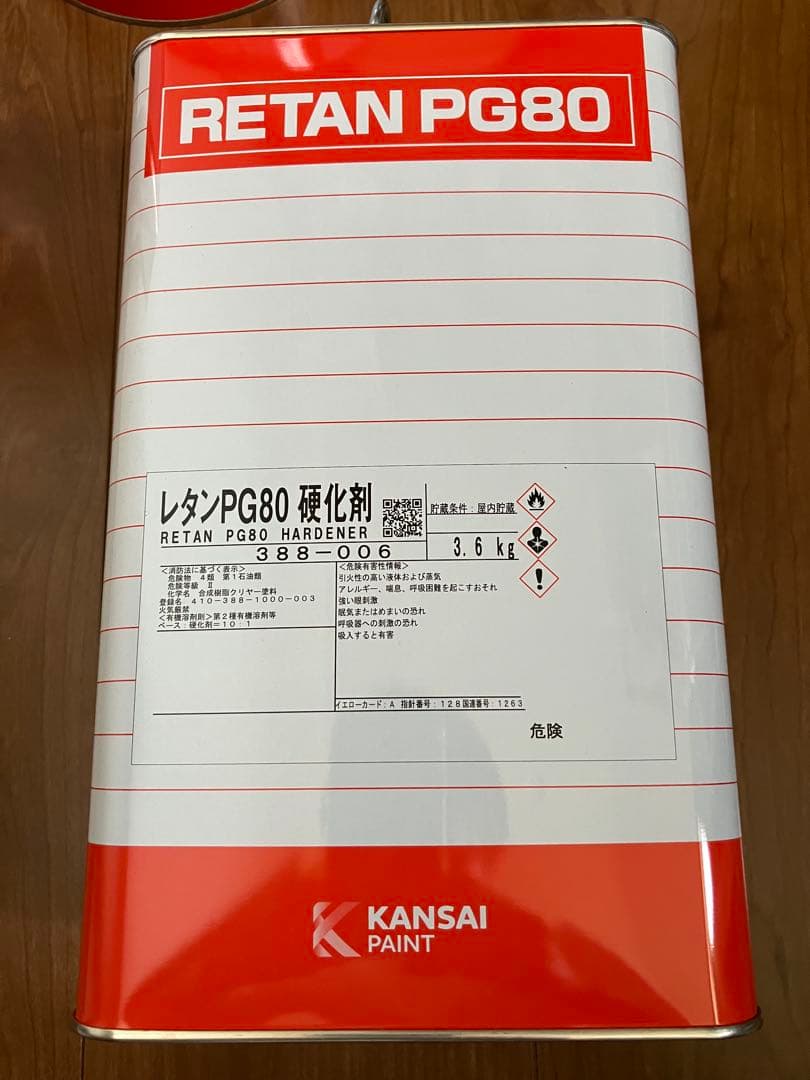 RETAN PG80
レタンPG80 硬化剤
RETAN PG80 HARDENER
388-006
貯蔵条件：屋内貯蔵
3.6 kg
＜消防法に基づく表示＞
危険物 4類 第1石油類
危険等級 Ⅱ
化学名 合成樹脂クリヤー塗料
登録名 410-388-1000-003
火気厳禁
＜有機溶剤則＞第2種有機溶剤等
ベース：硬化剤＝10：1
＜危険有害性情報＞
引火性の高い液体および蒸気
アレルギー、喘息、呼吸困難を起こすおそれ
強い眼刺激
眠気またはめまいの恐れ
呼吸器への刺激の恐れ
吸入すると有害
イエローカード：A 指針番号：128 国連番号：1263
危険
KANSAI
PAINT